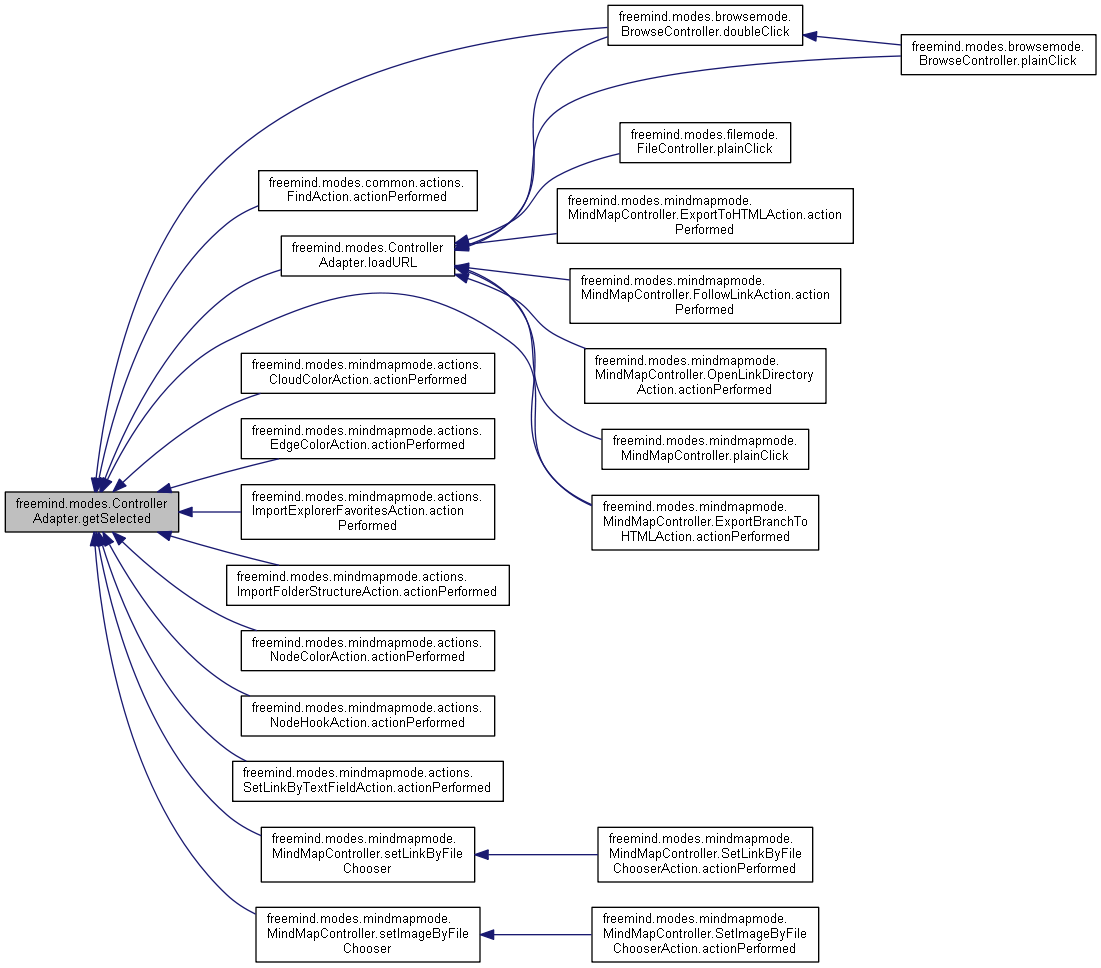 freemind.modes.browsemode.
BrowseController.doubleClick
freemind.modes.browsemode.
BrowseController.plainClick
freemind.modes.filemode.
FileController.plainClick
freemind.modes.common.actions.
FindAction.actionPerformed
freemind.modes.mindmapmode.
MindMapController.ExportToHTMLAction.action
Performed
freemind.modes.Controller
Adapter.loadURL
freemind.modes.mindmapmode.
MindMapController.FollowLinkAction.action
Performed
freemind.modes.mindmapmode.
MindMapController.OpenLinkDirectory
Action.actionPerformed
freemind.modes.mindmapmode.actions.
CloudColorAction.actionPerformed
freemind.modes.mindmapmode.actions.
EdgeColorAction.actionPerformed
freemind.modes.mindmapmode.
MindMapController.plainClick
freemind.modes.Controller
Adapter.getSelected
freemind.modes.mindmapmode.actions.
ImportExplorerFavoritesAction.action
Performed
freemind.modes.mindmapmode.
MindMapController.ExportBranchTo
HTMLAction.actionPerformed
freemind.modes.mindmapmode.actions.
ImportFolderStructureAction.actionPerformed
freemind.modes.mindmapmode.actions.
NodeColorAction.actionPerformed
freemind.modes.mindmapmode.actions.
NodeHookAction.actionPerformed
freemind.modes.mindmapmode.actions.
SetLinkByTextFieldAction.actionPerformed
freemind.modes.mindmapmode.
MindMapController.setLinkByFile
Chooser
freemind.modes.mindmapmode.
MindMapController.SetLinkByFile
ChooserAction.actionPerformed
freemind.modes.mindmapmode.
MindMapController.setImageByFile
Chooser
freemind.modes.mindmapmode.
MindMapController.SetImageByFile
ChooserAction.actionPerformed